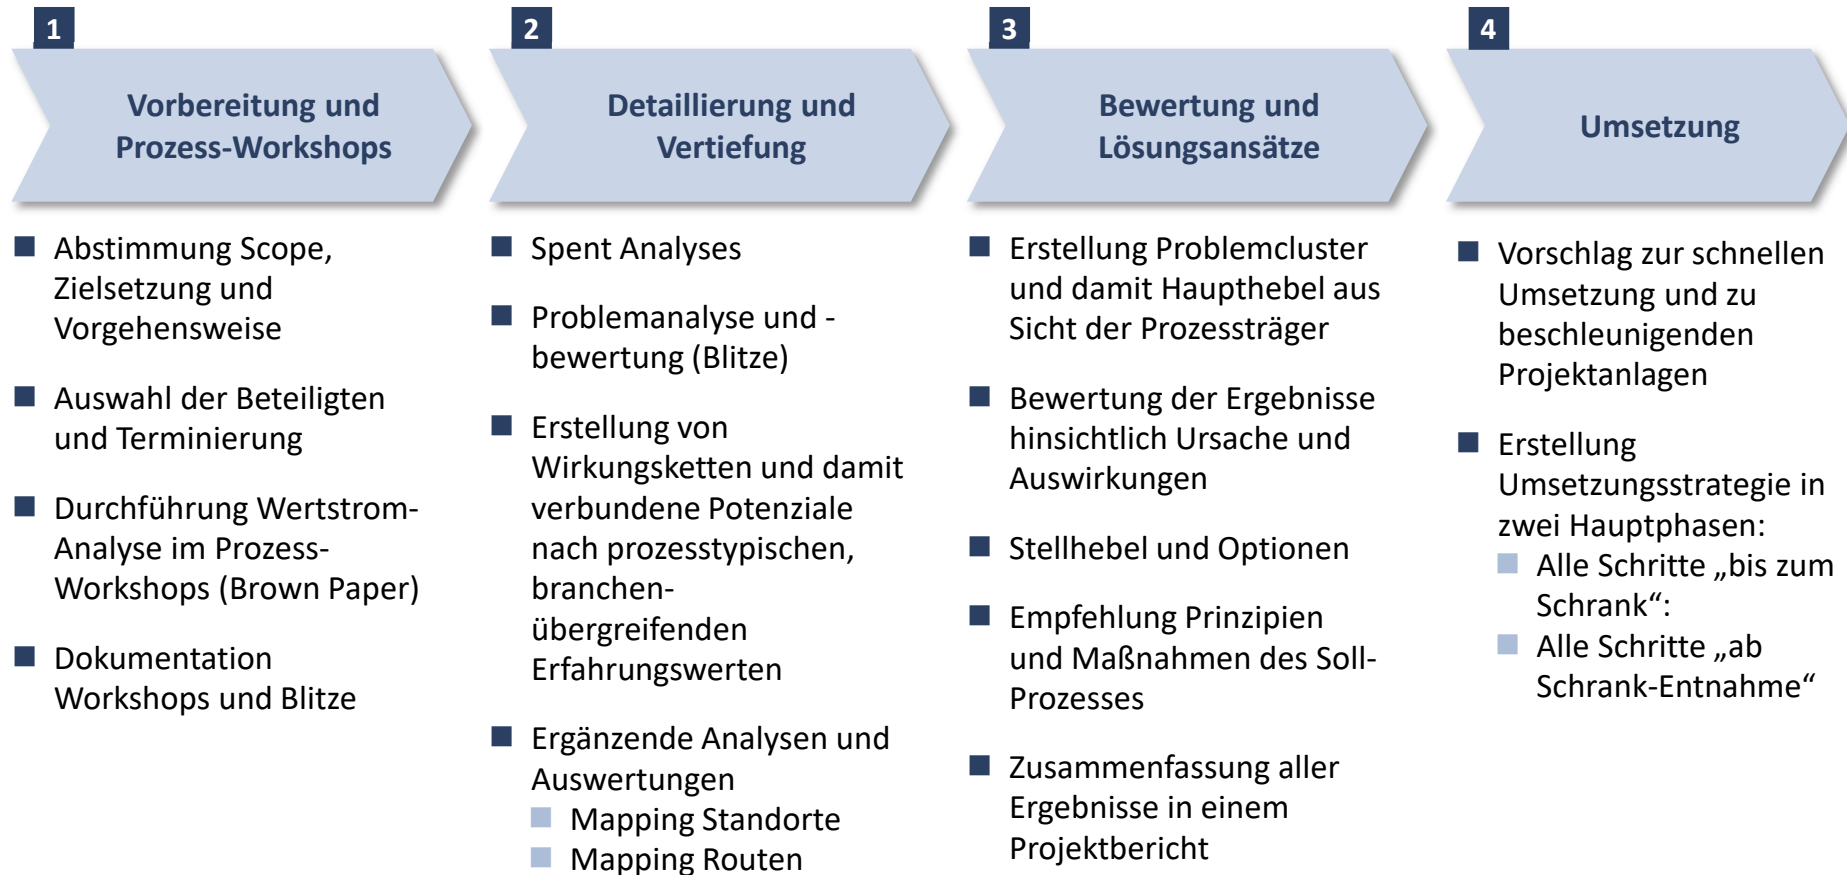 1
Vorbereitung und
Prozess-Workshops
Abstimmung Scope,
Zielsetzung und
Vorgehensweise
Auswahl der Beteiligten
und Terminierung
Durchführung Wertstrom-
Analyse im Prozess-
Workshops (Brown Paper)
Dokumentation
Workshops und Blitze
2
Detaillierung und
Vertiefung
Spent Analyses
Problemanalyse und -
bewertung (Blitze)
Erstellung von
Wirkungsketten und damit
verbundene Potenziale
nach prozesstypischen,
branchen-
übergreifenden
Erfahrungswerten
Ergänzende Analysen und
Auswertungen
Mapping Standorte
Mapping Routen
3
Bewertung und
Lösungsansätze
Erstellung Problemcluster
und damit Haupthebel aus
Sicht der Prozessträger
Bewertung der Ergebnisse
hinsichtlich Ursache und
Auswirkungen
Stellhebel und Optionen
Empfehlung Prinzipien
und Maßnahmen des Soll-
Prozesses
Zusammenfassung aller
Ergebnisse in einem
Projektbericht
4
Umsetzung
Vorschlag zur schnellen
Umsetzung und zu
beschleunigenden
Projektanlagen
Erstellung
Umsetzungsstrategie in
zwei Hauptphasen:
Alle Schritte „bis zum
Schrank“:
Alle Schritte „ab
Schrank-Entnahme“